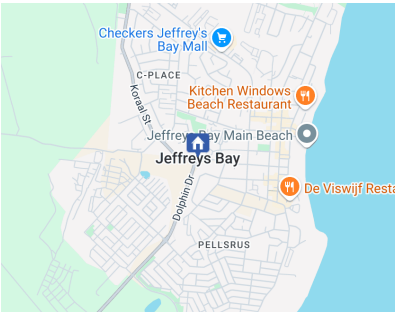 Checkers Jeffrey's
Bay Mall
C-PLACE
Koraal St
Kitchen Windows
Beach Restaurant
Jeffreys Bay Main Beach
Jeffreys Bay
De Viswijf Resta
Dolphin Dr
PELLSRUS